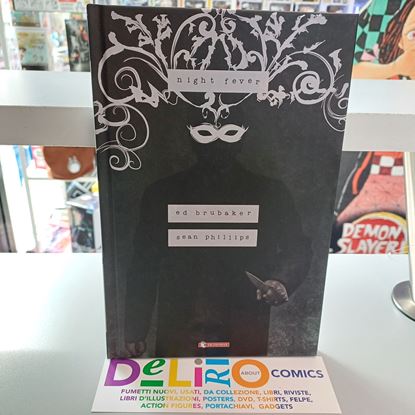 night fever
ed brubaker
sean phillips
DeLiRiO ABOUT COMICS
FUMETTI NUOVI, USATI, DA COLLEZIONE, LIBRI, RIVISTE,
LIBRI D'ILLUSTRAZIONI, POSTERS, DVD, T-SHIRTS, FELPE,
ACTION FIGURES, PORTACHIAVI, GADGETS
DEMON
SLAYER